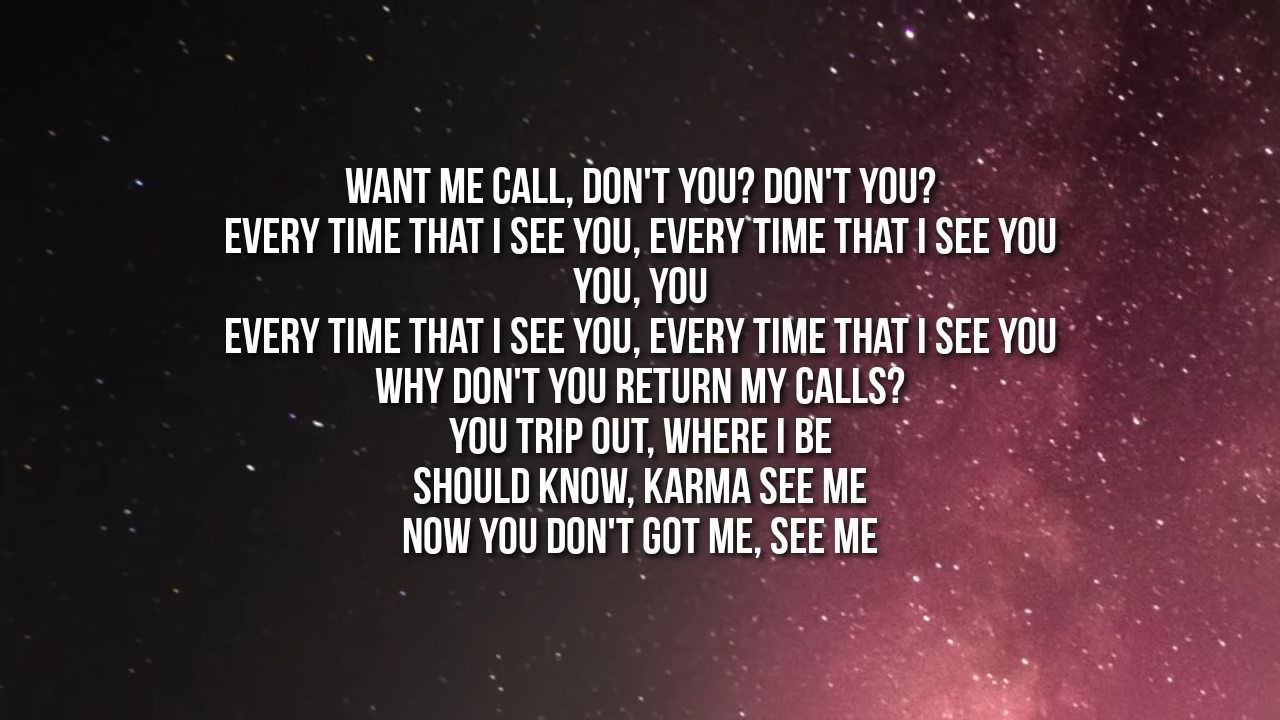 WANT ME CALL, DON'T YOU? DON'T YOU?
EVERY TIME THAT I SEE YOU, EVERY TIME THAT I SEE YOU
YOU, YOU
EVERY TIME THAT I SEE YOU, EVERY TIME THAT I SEE YOU
WHY DON'T YOU RETURN MY CALLS?
YOU TRIP OUT, WHERE I BE
SHOULD KNOW, KARMA SEE ME
NOW YOU DON'T GOT ME, SEE ME